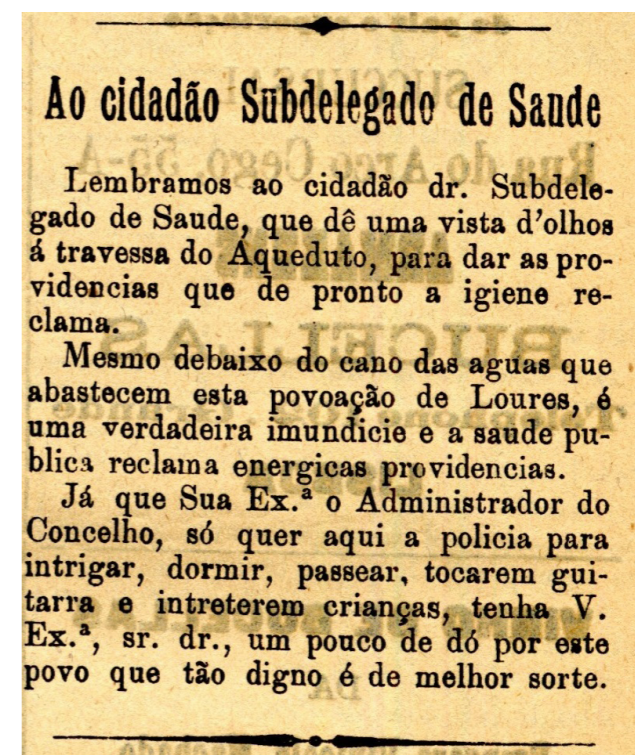 Ao cidadão Subdelegado de Saude
Lembramos ao cidadão dr. Subdele-
gado de Saude, que dê uma vista d'olhos
á travessa do Aqueduto, para dar as pro-
videncias que de pronto a igiene re-
clama.
Mesmo debaixo do cano das aguas que
abastecem esta povoação de Loures, é
uma verdadeira imundicie e a saude pu-
blica reclama energicas providencias.
Já que Sua Ex.ª o Administrador do
Concelho, só quer aqui a policia para
intrigar, dormir, passear, tocarem gui-
tarra e intreterem crianças, tenha V.
Ex.ª, sr. dr., um pouco de dó por este
povo que tão digno é de melhor sorte.